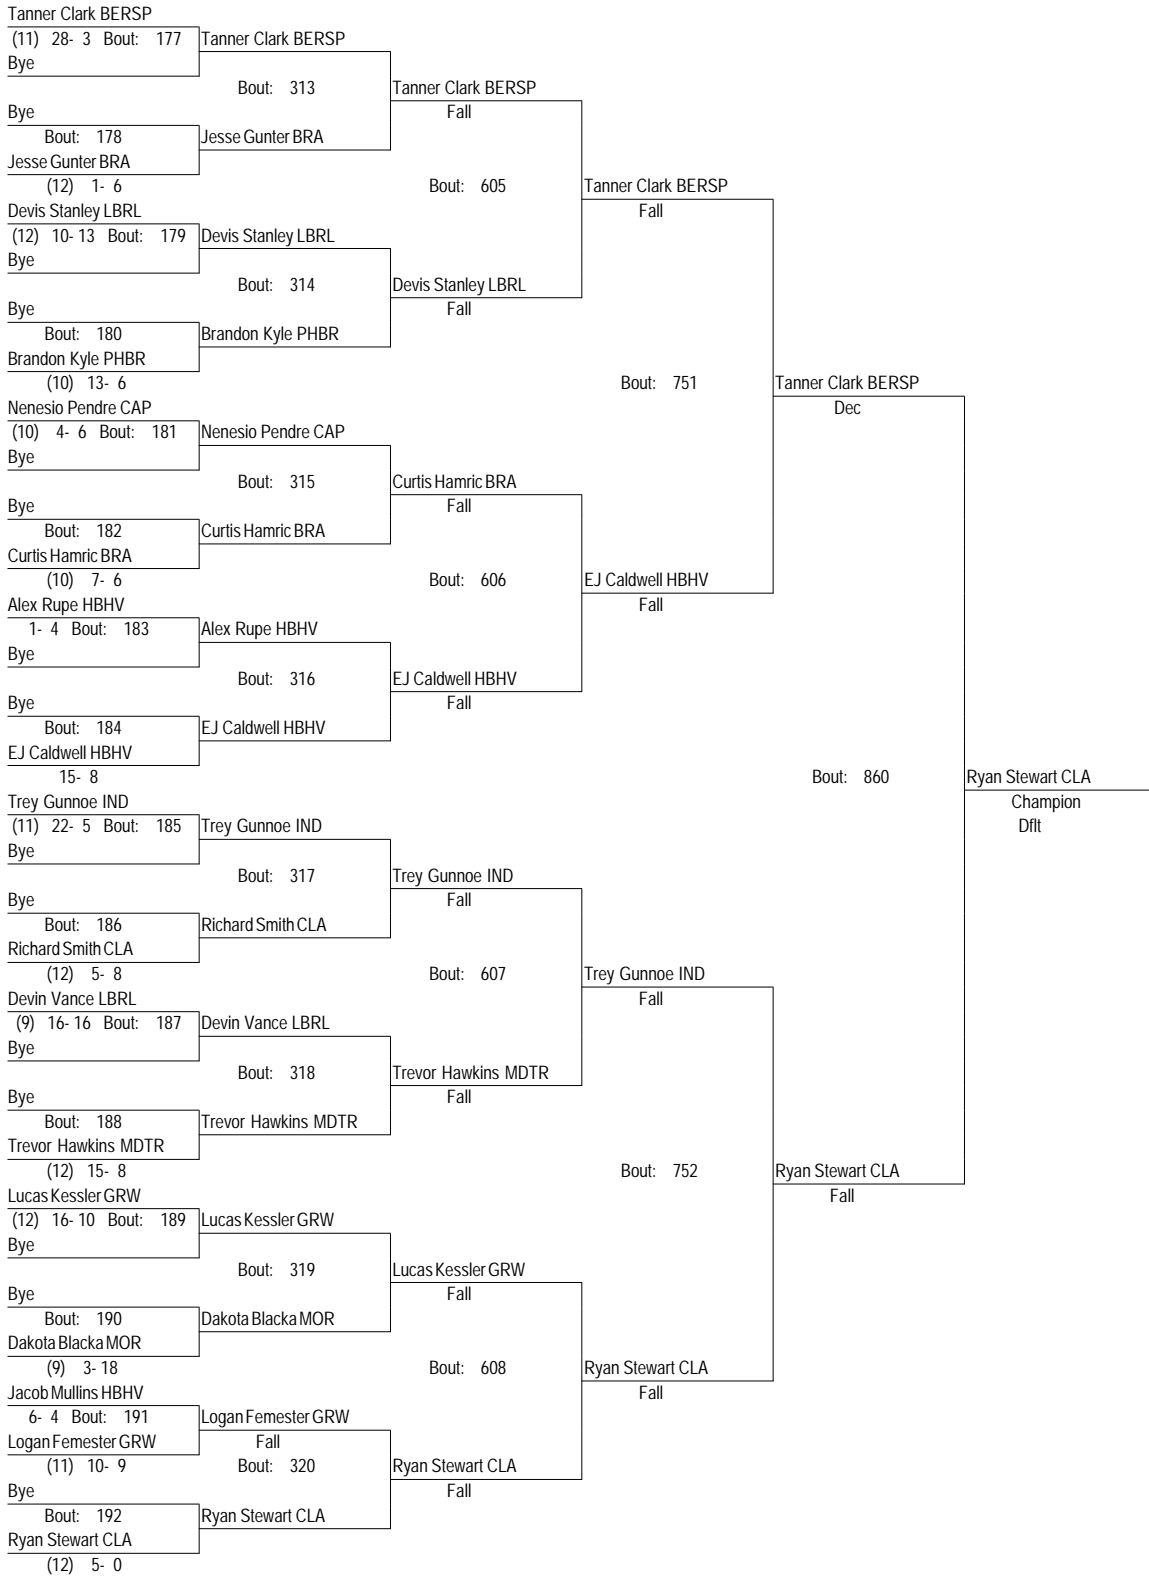 Tanner Clark BERSP
(11) 28- 3 Bout: 177 Tanner Clark BERSP
Bye
Bout: 313 Tanner Clark BERSP
Bye Fall
Bout: 178 Jesse Gunter BRA
Jesse Gunter BRA
(12) 1- 6 Bout: 605 Tanner Clark BERSP
Devis Stanley LBRL Fall
(12) 10- 13 Bout: 179 Devis Stanley LBRL
Bye
Bout: 314 Devis Stanley LBRL
Bye Fall
Bout: 180 Brandon Kyle PHBR
Brandon Kyle PHBR
(10) 13- 6 Bout: 751 Tanner Clark BERSP
Nenesio Pendre CAP Dec
(10) 4- 6 Bout: 181 Nenesio Pendre CAP
Bye
Bout: 315 Curtis Hamric BRA
Bye Fall
Bout: 182 Curtis Hamric BRA
Curtis Hamric BRA
(10) 7- 6 Bout: 606 EJ Caldwell HBHV
Alex Rupe HBHV Fall
1- 4 Bout: 183 Alex Rupe HBHV
Bye
Bout: 316 EJ Caldwell HBHV
Bye Fall
Bout: 184 EJ Caldwell HBHV
EJ Caldwell HBHV
15- 8 Bout: 860 Ryan Stewart CLA
Trey Gunnoe IND Champion
(11) 22- 5 Bout: 185 Trey Gunnoe IND Dflt
Bye
Bout: 317 Trey Gunnoe IND
Bye Fall
Bout: 186 Richard Smith CLA
Richard Smith CLA
(12) 5- 8 Bout: 607 Trey Gunnoe IND
Devin Vance LBRL Fall
(9) 16- 16 Bout: 187 Devin Vance LBRL
Bye
Bout: 318 Trevor Hawkins MDTR
Bye Fall
Bout: 188 Trevor Hawkins MDTR
Trevor Hawkins MDTR
(12) 15- 8 Bout: 752 Ryan Stewart CLA
Lucas Kessler GRW Fall
(12) 16- 10 Bout: 189 Lucas Kessler GRW
Bye
Bout: 319 Lucas Kessler GRW
Bye Fall
Bout: 190 Dakota Blacka MOR
Dakota Blacka MOR
(9) 3- 18 Bout: 608 Ryan Stewart CLA
Jacob Mullins HBHV Fall
6- 4 Bout: 191 Logan Femester GRW
Logan Femester GRW Fall
(11) 10- 9 Bout: 320 Ryan Stewart CLA
Bye Fall
Bout: 192 Ryan Stewart CLA
Ryan Stewart CLA
(12) 5- 0